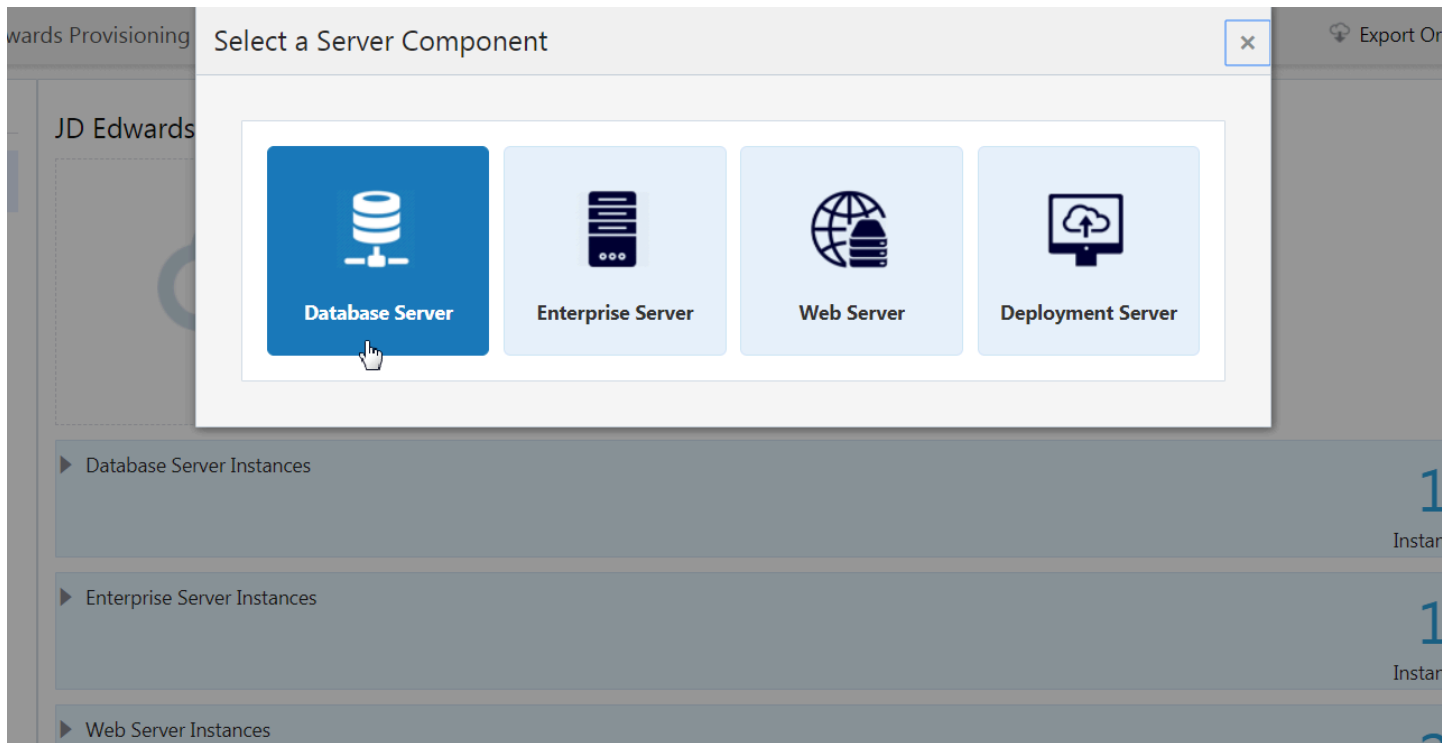 wards Provisioning
Select a Server Component
Export Or
JD Edwards
Database Server
Enterprise Server
Web Server
Deployment Server
Database Server Instances
1
Instan
Enterprise Server Instances
1
Instan
Web Server Instances